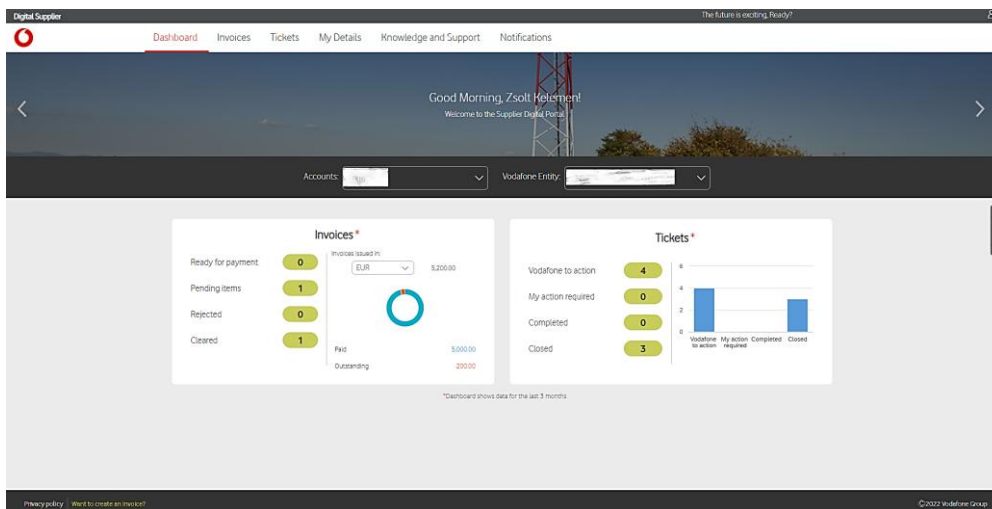 Digital Supplier
The future is exciting, Ready?
Dashboard Invoices Tickets My Details Knowledge and Support Notifications
Good Morning, Zsolt Kelemen!
Welcome to the Supplier Digital Portal
Accounts:
Vodafone Entity:
Invoices *
Ready for payment 0
Pending items 1
Rejected 0
Cleared 1
Invoices issued in:
EUR 5,200.00
Paid 5,000.00
Outstanding 200.00
Tickets *
Vodafone to action 4
My action required 0
Completed 0
Closed 3
6
4
2
0
Vodafone to action My action required Completed Closed
*Dashboard shows data for the last 3 months
Privacy policy Want to create an invoice?
©2022 Vodafone Group